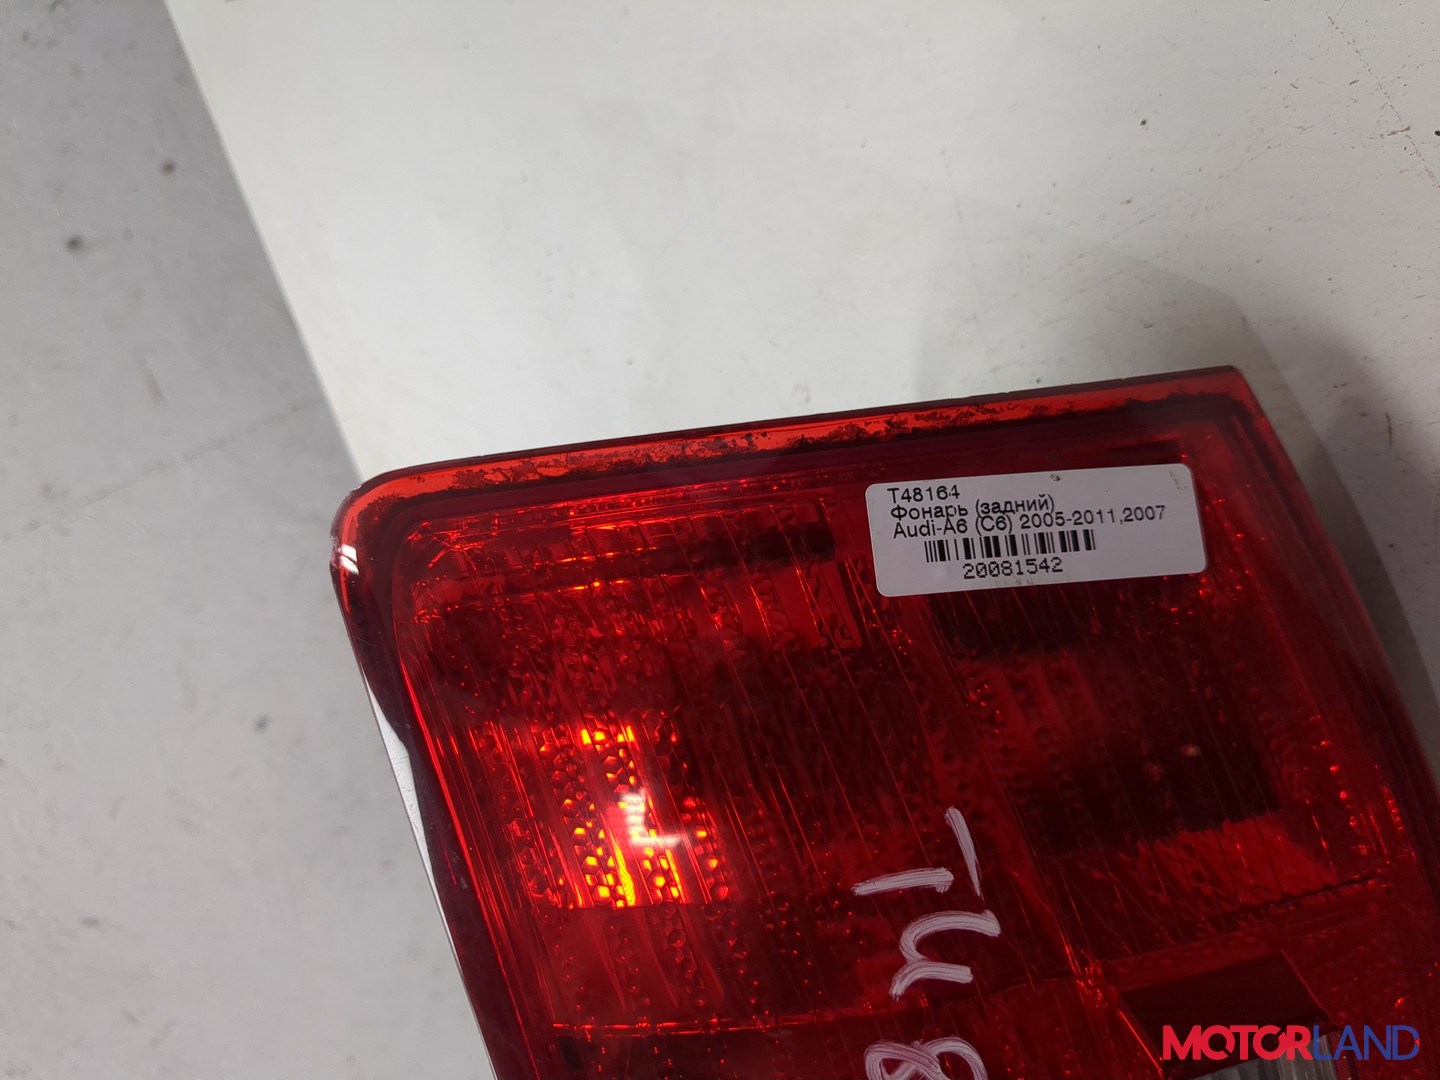 T48164
Фонарь (задний)
Audi-A6 (C6) 2005-2011,2007
20081542
MOTORLAND